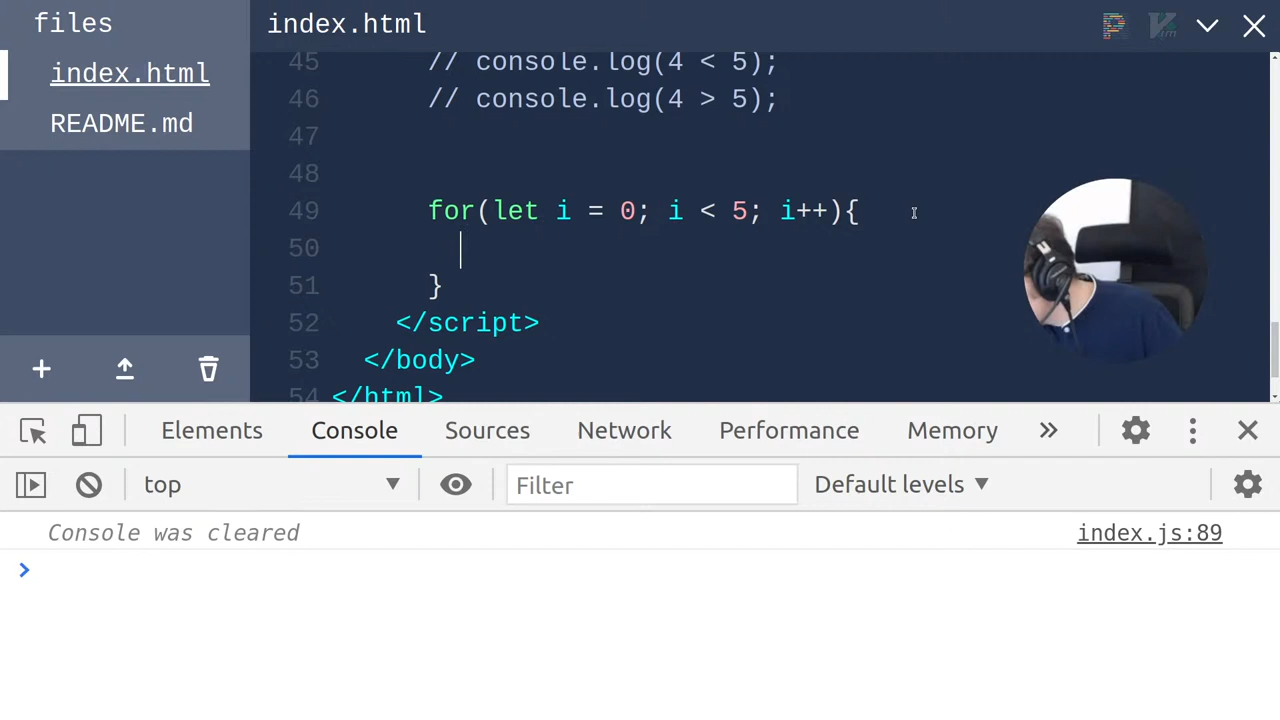 files
index.html
index.html
README.md
45 // console.log(4 < 5);
46 // console.log(4 > 5);
47
48
49 for(let i = 0; i < 5; i++){
50
51 }
52 </script>
53 </body>
54 </html>
Elements Console Sources Network Performance Memory »
top ▼ Filter Default levels ▼
Console was cleared index.js:89
>